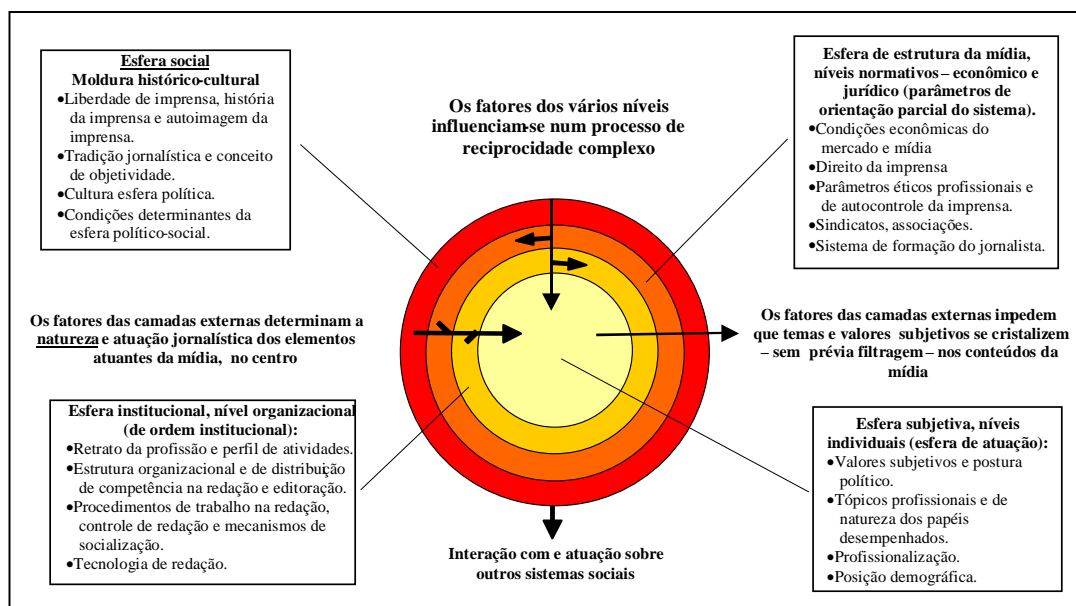 Esfera social
Moldura histórico-cultural
•Liberdade de imprensa, história
da imprensa e autoimagem da
imprensa.
•Tradição jornalística e conceito
de objetividade.
•Cultura esfera política.
•Condições determinantes da
esfera político-social.
Os fatores dos vários níveis
influenciam-se num processo de
reciprocidade complexo
Esfera de estrutura da mídia,
níveis normativos – econômico e
jurídico (parâmetros de
orientação parcial do sistema).
•Condições econômicas do
mercado e mídia
•Direito da imprensa
•Parâmetros éticos profissionais e
de autocontrole da imprensa.
•Sindicatos, associações.
•Sistema de formação do jornalista.
Os fatores das camadas externas determinam a
natureza e atuação jornalística dos elementos
atuantes da mídia, no centro
Os fatores das camadas externas impedem
que temas e valores subjetivos se cristalizem
– sem prévia filtragem – nos conteúdos da
mídia
Esfera institucional, nível organizacional
(de ordem institucional):
•Retrato da profissão e perfil de atividades.
•Estrutura organizacional e de distribuição
de competência na redação e editoração.
•Procedimentos de trabalho na redação,
controle de redação e mecanismos de
socialização.
•Tecnologia de redação.
Interação com e atuação sobre
outros sistemas sociais
Esfera subjetiva, níveis
individuais (esfera de atuação):
•Valores subjetivos e postura
político.
•Tópicos profissionais e de
natureza dos papéis
desempenhados.
•Profissionalização.
•Posição demográfica.